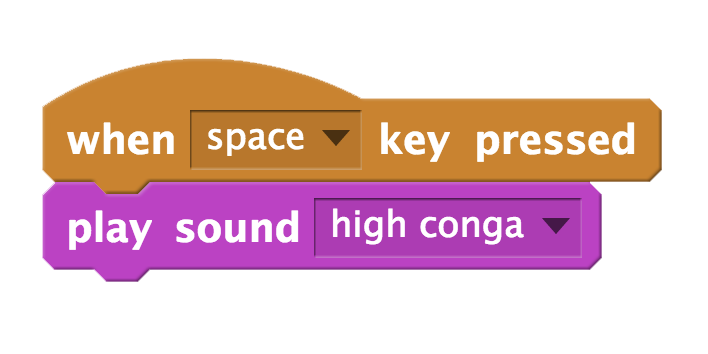 when space key pressed
play sound high conga